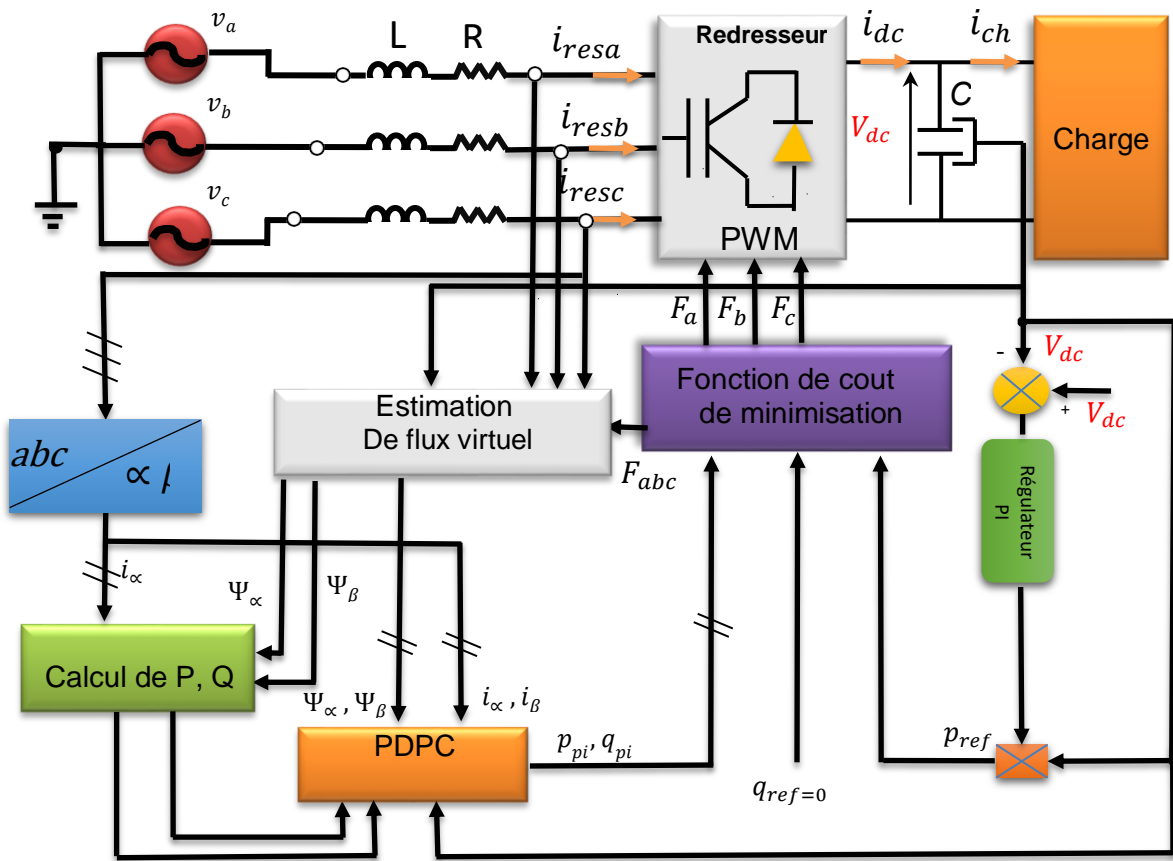 v_a
L
R
i_resa
Redresseur
i_dc
i_ch
v_b
i_resb
V_dc
C
Charge
v_c
i_resc
PWM
F_a
F_b
F_c
-
V_dc
+
V_dc
Fonction de cout
de minimisation
Estimation
De flux virtuel
abc
∝
F_abc
Régulateur
PI
i_∝
Ψ_∝
Ψ_β
Calcul de P, Q
Ψ_∝ , Ψ_β
i_∝ , i_β
PDPC
p_pi, q_pi
p_ref
q_ref=0